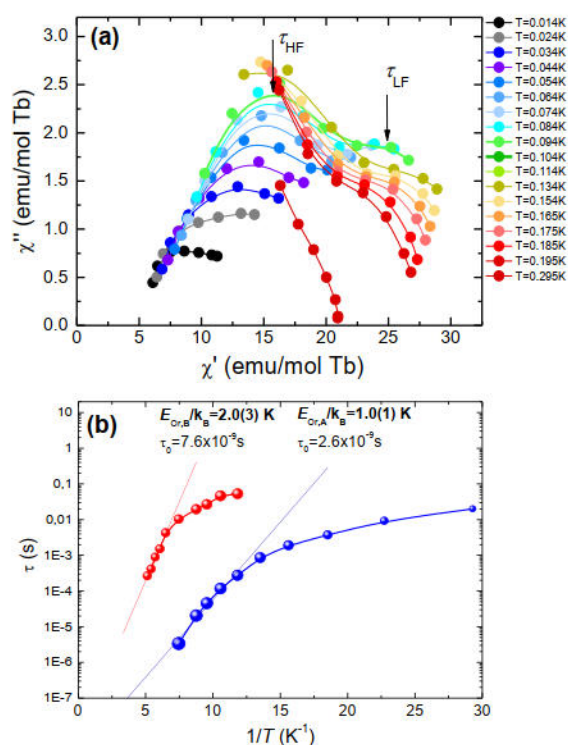 (a)
τHF
τLF
3.0
2.5
2.0
1.5
1.0
0.5
0.0
χ'' (emu/mol Tb)
0 5 10 15 20 25 30
χ' (emu/mol Tb)
T=0.014K
T=0.024K
T=0.034K
T=0.044K
T=0.054K
T=0.064K
T=0.074K
T=0.084K
T=0.094K
T=0.104K
T=0.114K
T=0.134K
T=0.154K
T=0.165K
T=0.175K
T=0.185K
T=0.195K
T=0.295K
(b)
EOr,B/kB=2.0(3) K EOr,A/kB=1.0(1) K
τ0=7.6x10⁻⁹s τ0=2.6x10⁻⁹s
10
1
0,1
0,01
1E-3
1E-4
1E-5
1E-6
1E-7
τ (s)
0 5 10 15 20 25 30
1/T (K⁻¹)